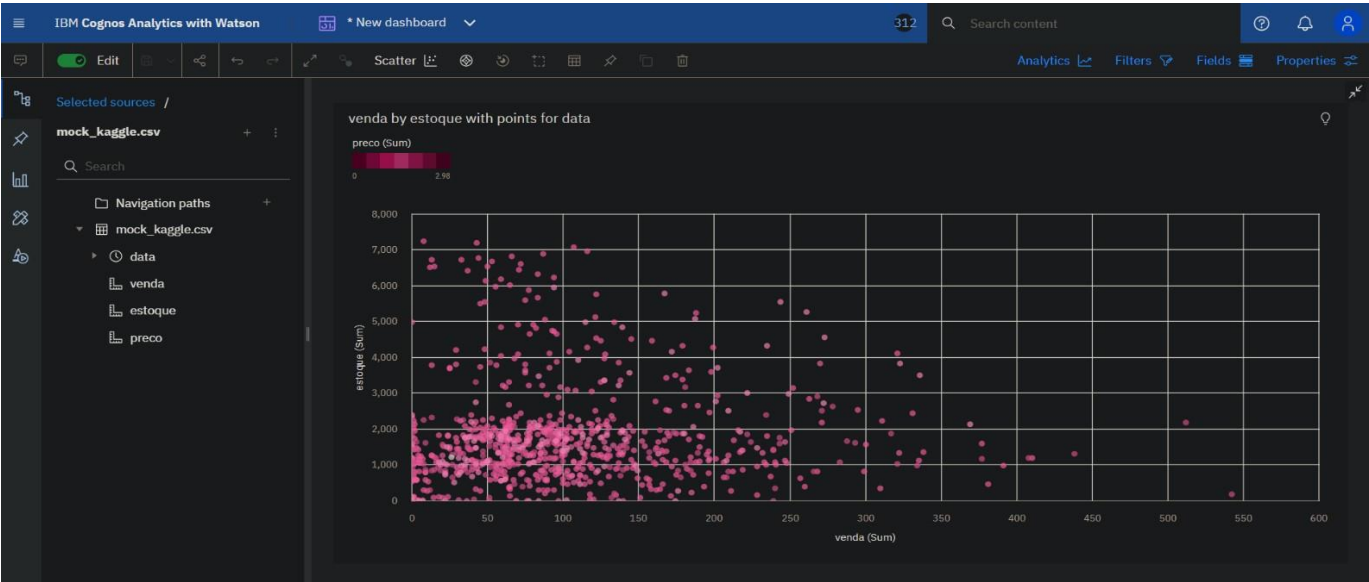 IBM Cognos Analytics with Watson
* New dashboard
312
Search content
Edit
Scatter
Analytics
Filters
Fields
Properties
Selected sources /
mock_kaggle.csv
Search
Navigation paths
mock_kaggle.csv
data
venda
estoque
preco
venda by estoque with points for data
preco (Sum)
0 2.98
estoque (Sum)
8,000
7,000
6,000
5,000
4,000
3,000
2,000
1,000
0
0 50 100 150 200 250 300 350 400 450 500 550 600
venda (Sum)